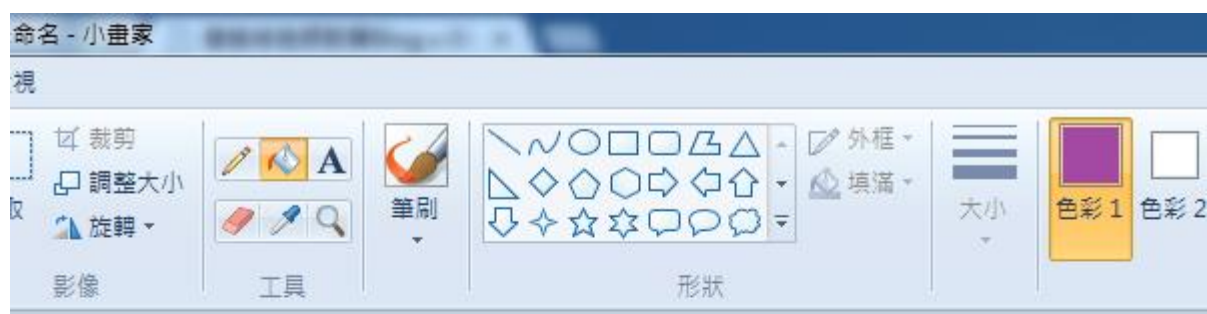 命名 - 小畫家
視
裁剪
調整大小
取
旋轉
影像
A
工具
筆刷
外框
填滿
形狀
大小
色彩 1
色彩 2